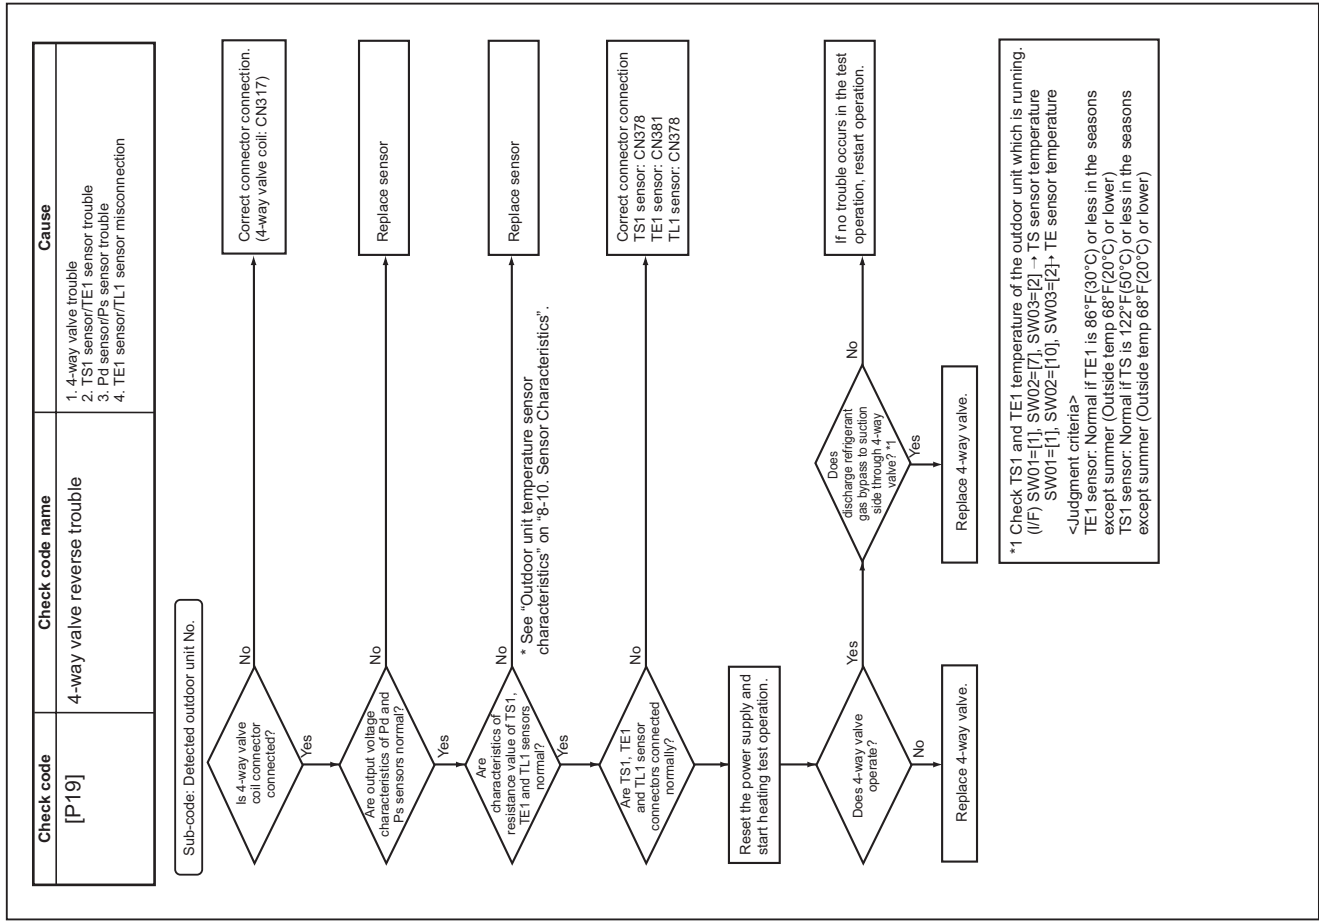 Check code
Check code name
Cause
[P19]
4-way valve reverse trouble
1. 4-way valve trouble
2. TS1 sensor/TE1 sensor trouble
3. Pd sensor/Ps sensor trouble
4. TE1 sensor/TL1 sensor misconnection
Sub-code: Detected outdoor unit No.
Is 4-way valve
coil connector
connected?
No
Correct connector connection.
(4-way valve coil: CN317)
Yes
Are output voltage
characteristics of Pd and
Ps sensors normal?
No
Replace sensor
Yes
Are
characteristics of
resistance value of TS1,
TE1 and TL1 sensors
normal?
No
Replace sensor
* See “Outdoor unit temperature sensor
characteristics” on “8-10. Sensor Characteristics”.
Yes
Are TS1, TE1
and TL1 sensor
connectors connected
normally?
No
Correct connector connection
TS1 sensor: CN378
TE1 sensor: CN381
TL1 sensor: CN378
Reset the power supply and
start heating test operation.
Does 4-way valve
operate?
Yes
Does
discharge refrigerant
gas bypass to suction
side through 4-way
valve? *1
No
If no trouble occurs in the test
operation, restart operation.
No
Replace 4-way valve.
Yes
Replace 4-way valve.
*1 Check TS1 and TE1 temperature of the outdoor unit which is running.
(I/F) SW01=[1], SW02=[7], SW03=[2] → TS sensor temperature
SW01=[1], SW02=[10], SW03=[2]→ TE sensor temperature
<Judgment criteria>
TE1 sensor: Normal if TE1 is 86°F(30°C) or less in the seasons
except summer (Outside temp 68°F(20°C) or lower)
TS1 sensor: Normal if TS is 122°F(50°C) or less in the seasons
except summer (Outside temp 68°F(20°C) or lower)